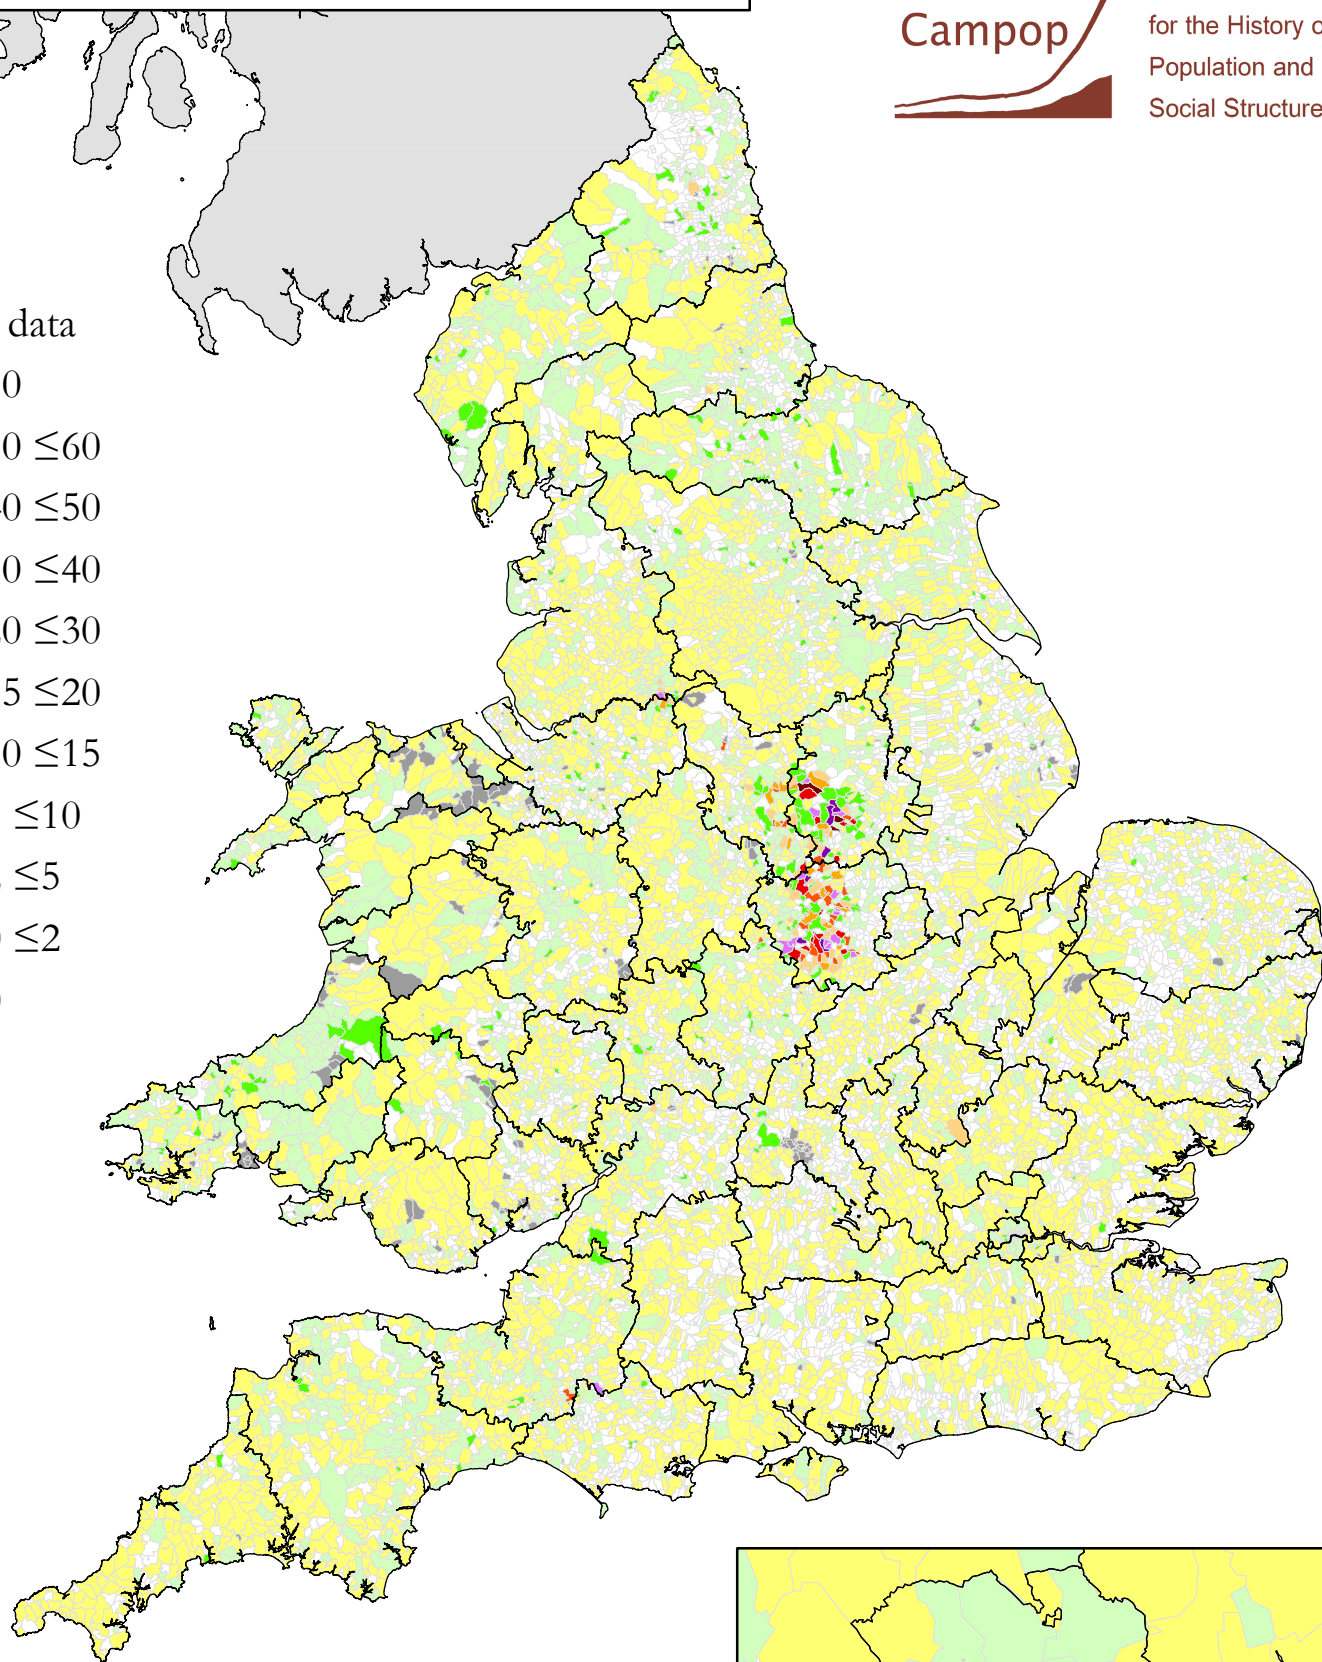 Campop
for the History o
Population and
Social Structure
data
0
0 ≤60
0 ≤50
0 ≤40
0 ≤30
5 ≤20
0 ≤15
≤10
≤5
≤2